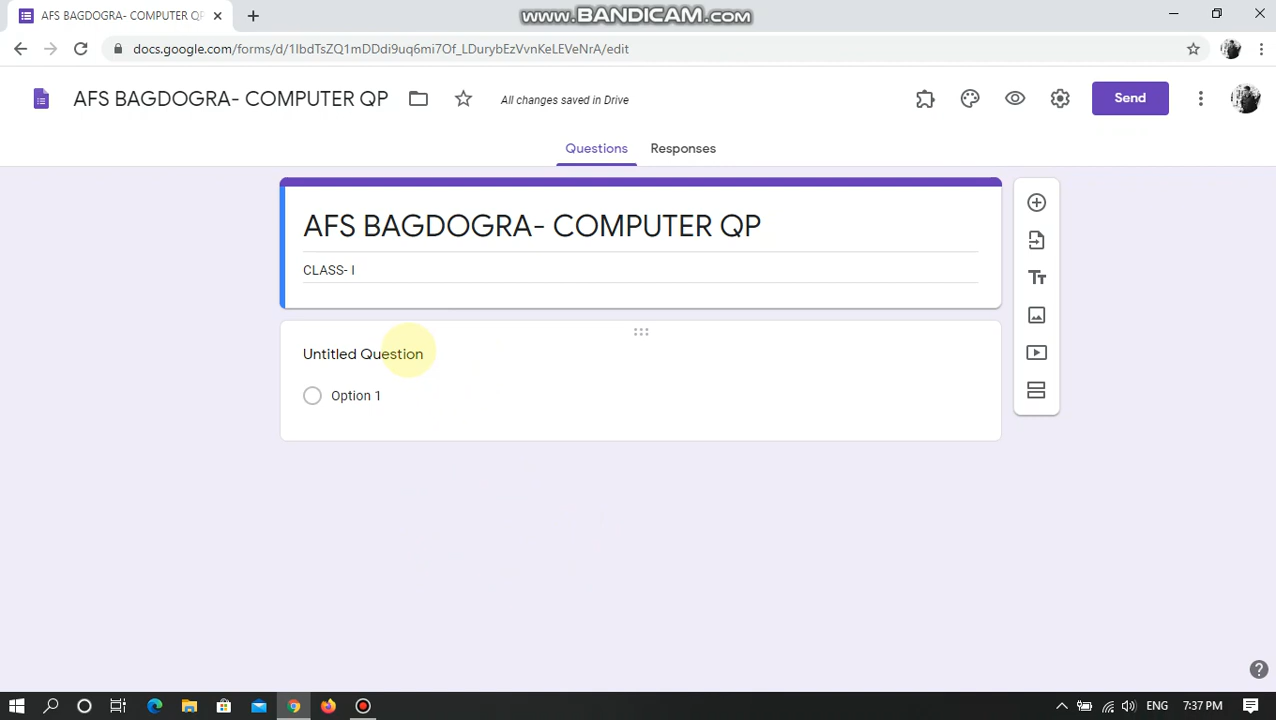 AFS BAGDOGRA- COMPUTER QP
www.BANDICAM.com
docs.google.com/forms/d/1lbdTsZQ1mDDdi9uq6mi7Of_LDurybEzVvnKeLEVeNrA/edit
AFS BAGDOGRA- COMPUTER QP
All changes saved in Drive
Send
Questions
Responses
AFS BAGDOGRA- COMPUTER QP
CLASS- I
Untitled Question
Option 1
ENG
7:37 PM